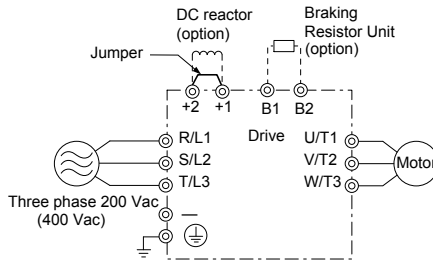 DC reactor
(option)
Braking
Resistor Unit
(option)
Jumper
+2
+1
B1
B2
R/L1
Drive
U/T1
S/L2
V/T2
Motor
T/L3
W/T3
Three phase 200 Vac
(400 Vac)
–